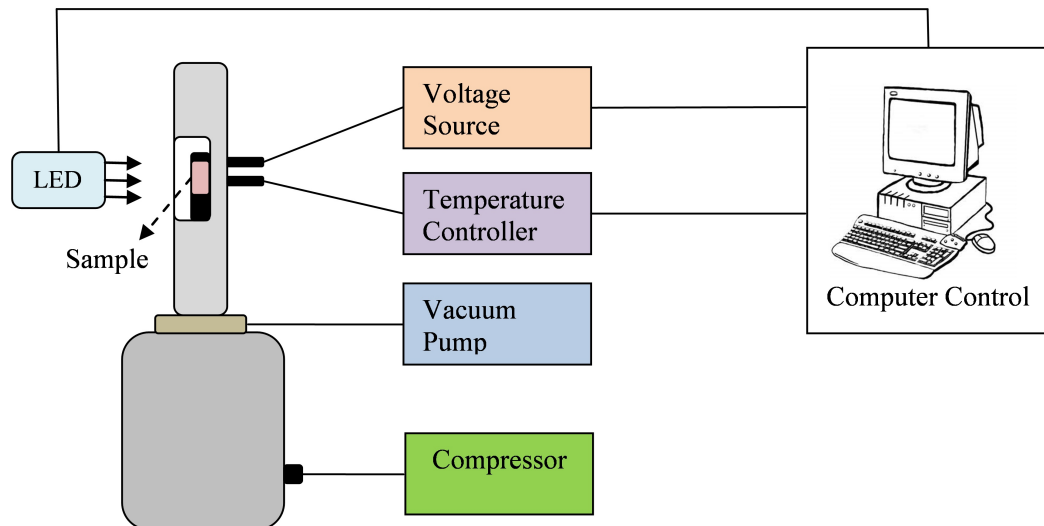 Voltage
Source
LED
Temperature
Controller
Sample
Computer Control
Vacuum
Pump
Compressor